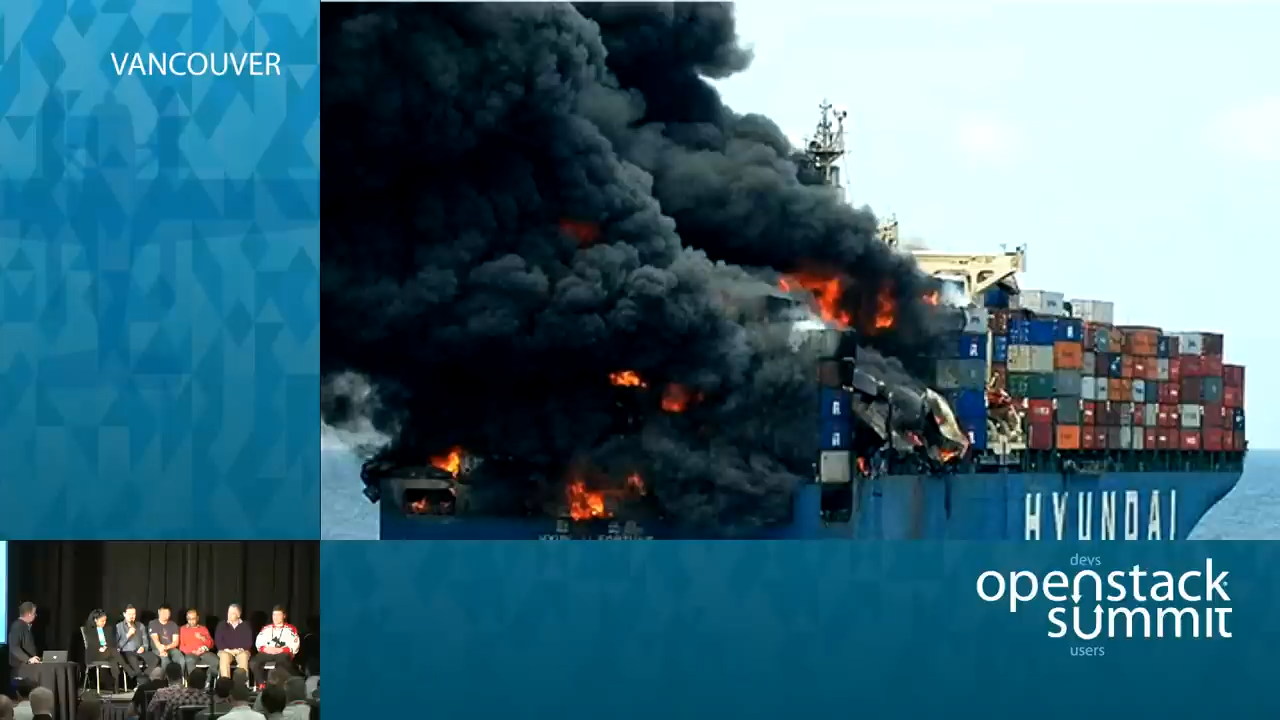 VANCOUVER
HYUNDAI
devs
openstack
summit
users